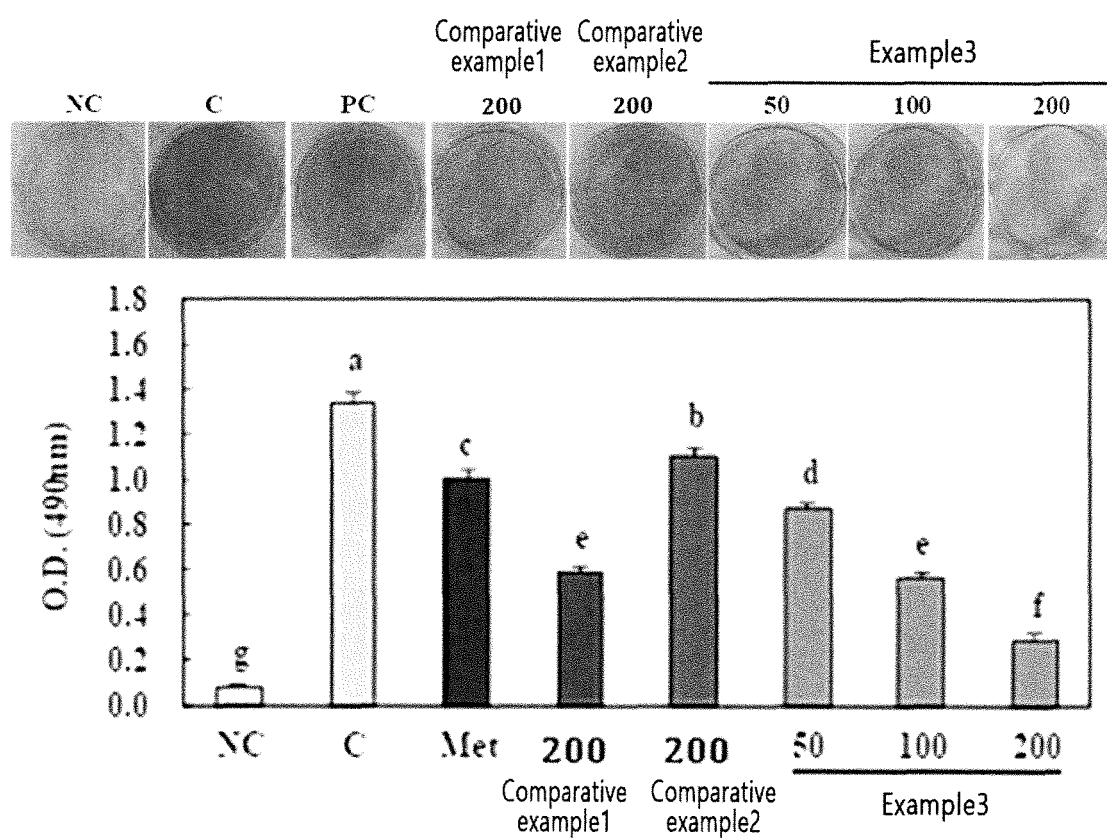 Comparative Comparative
example1 example2 Example3
NC C PC 200 200 50 100 200
1.8
1.6
1.4
1.2
1.0
0.8
0.6
0.4
0.2
0.0
O.D. (490nm)
g a c e b d e f
NC C Met 200 200 50 100 200
Comparative Comparative Example3
example1 example2